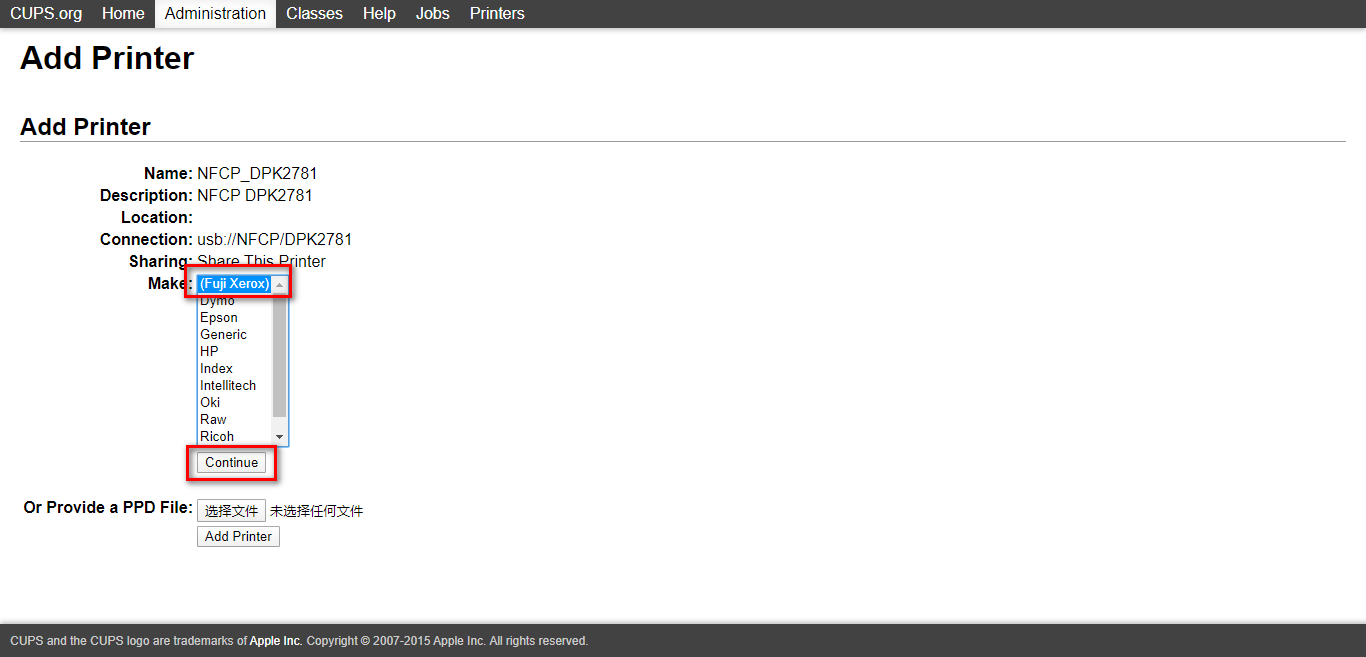 CUPS.org Home Administration Classes Help Jobs Printers
Add Printer
Add Printer
Name: NFCP_DPK2781
Description: NFCP DPK2781
Location:
Connection: usb://NFCP/DPK2781
Sharing: Share This Printer
Make: (Fuji Xerox)
Dymo
Epson
Generic
HP
Index
Intellitech
Oki
Raw
Ricoh
Continue
Or Provide a PPD File: 选择文件 未选择任何文件
Add Printer
CUPS and the CUPS logo are trademarks of Apple Inc. Copyright © 2007-2015 Apple Inc. All rights reserved.